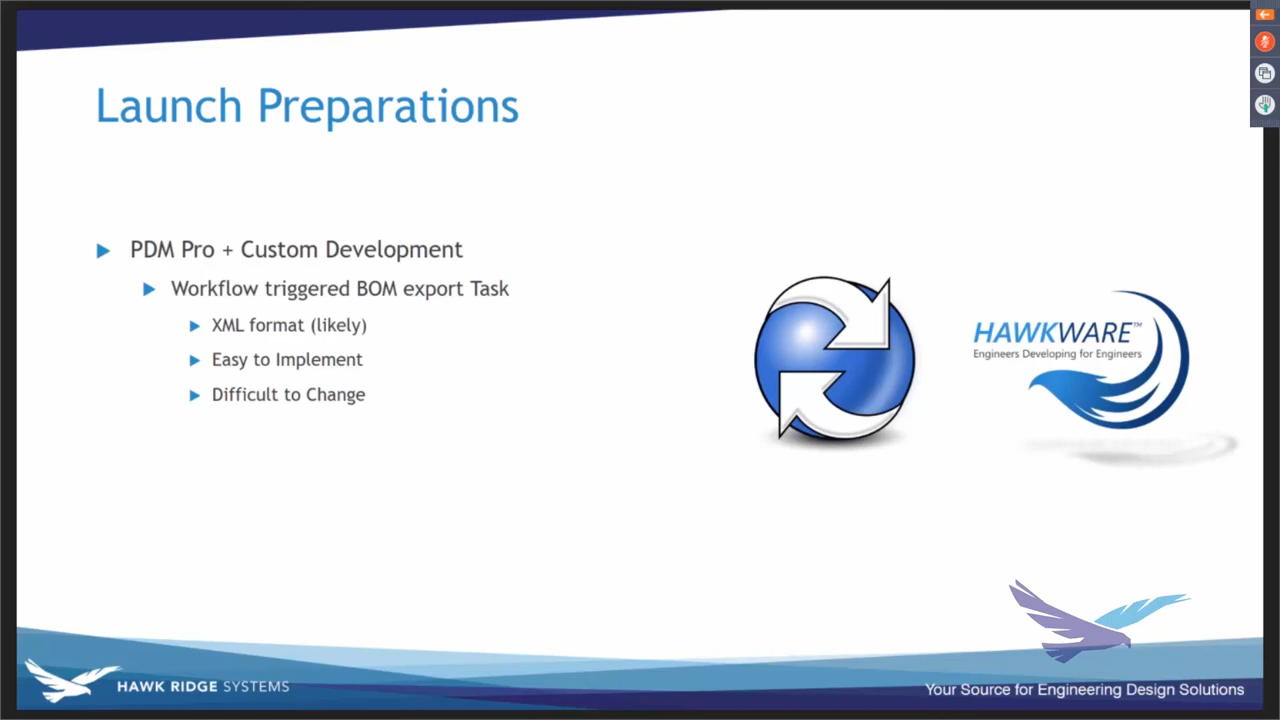 Launch Preparations
PDM Pro + Custom Development
Workflow triggered BOM export Task
XML format (likely)
Easy to Implement
Difficult to Change
HAWKWARE™
Engineers Developing for Engineers
HAWK RIDGE SYSTEMS
Your Source for Engineering Design Solutions